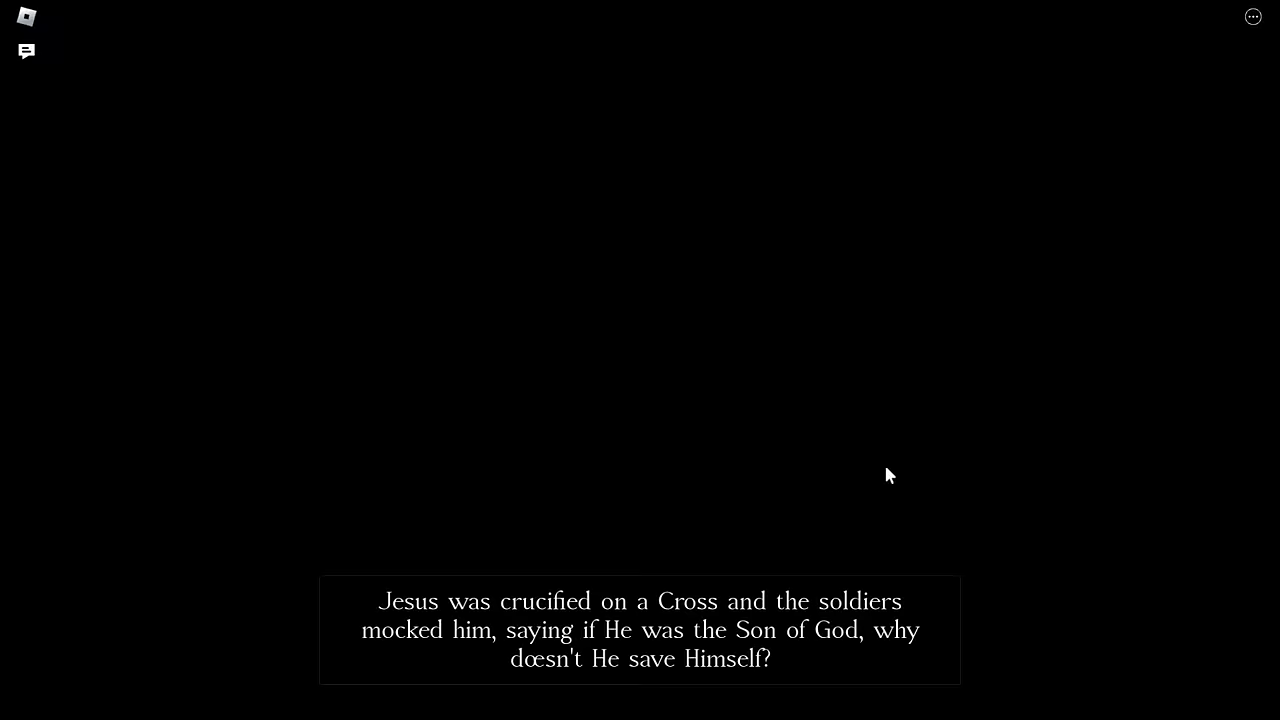 Jesus was crucified on a Cross and the soldiers
mocked him, saying if He was the Son of God, why
doesn't He save Himself?